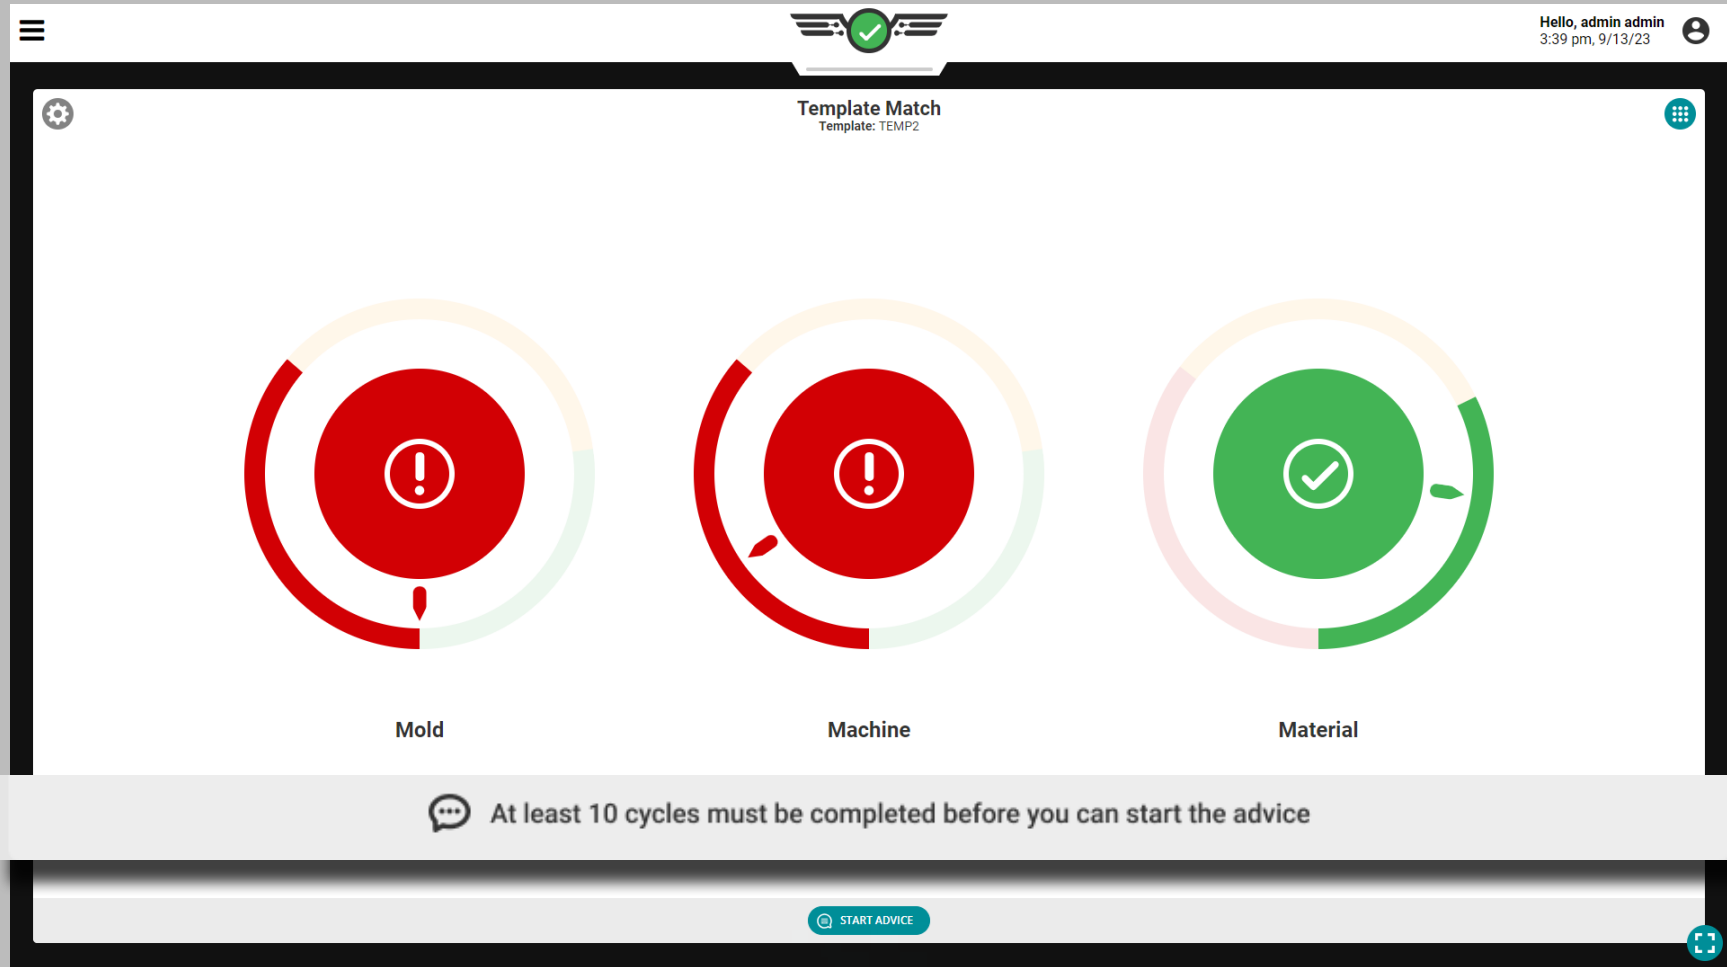 Hello, admin admin
3:39 pm, 9/13/23
Template Match
Template: TEMP2
Mold
Machine
Material
At least 10 cycles must be completed before you can start the advice
START ADVICE